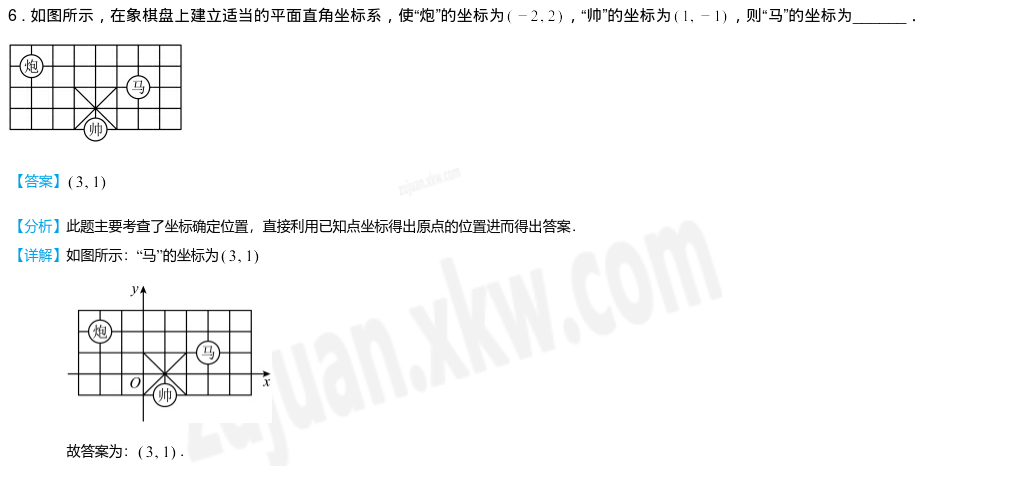 6．如图所示，在象棋盘上建立适当的平面直角坐标系，使“炮”的坐标为(－2, 2)，“帅”的坐标为(1, －1)，则“马”的坐标为______．
炮
马
帅
【答案】(3, 1)
zujuan.xkw.com
【分析】此题主要考查了坐标确定位置，直接利用已知点坐标得出原点的位置进而得出答案．
【详解】如图所示：“马”的坐标为(3, 1)
y
炮
马
O
x
帅
zujuan.xkw.com
故答案为：(3, 1)．